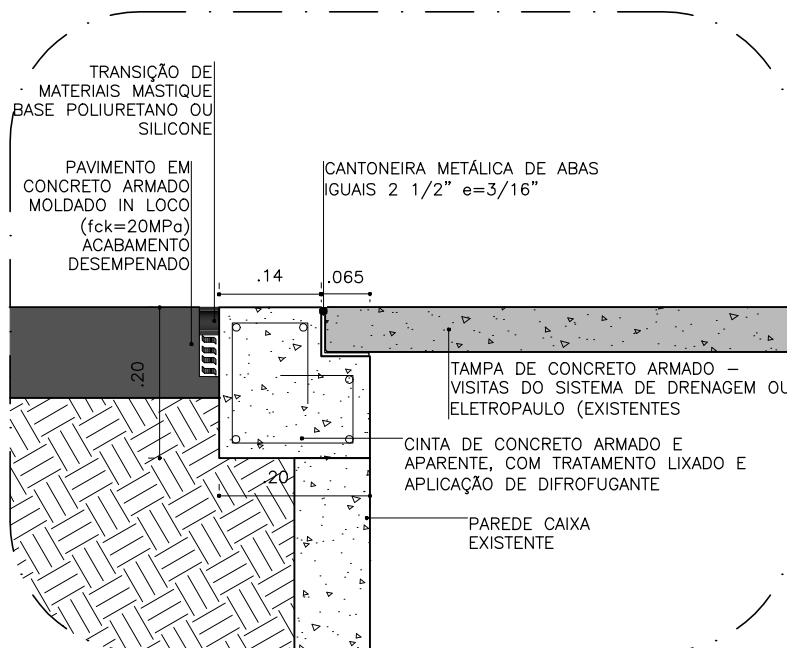 TRANSIÇÃO DE
MATERIAIS MASTIQUE
BASE POLIURETANO OU
SILICONE
PAVIMENTO EM
CONCRETO ARMADO
MOLDADO IN LOCO
(fck=20MPa)
ACABAMENTO
DESEMPENADO
CANTONEIRA METÁLICA DE ABAS
IGUAIS 2 1/2” e=3/16”
.14
.065
.20
TAMPA DE CONCRETO ARMADO –
VISITAS DO SISTEMA DE DRENAGEM OU
ELETROPAULO (EXISTENTES
CINTA DE CONCRETO ARMADO E
APARENTE, COM TRATAMENTO LIXADO E
APLICAÇÃO DE DIFROFUGANTE
.20
PAREDE CAIXA
EXISTENTE